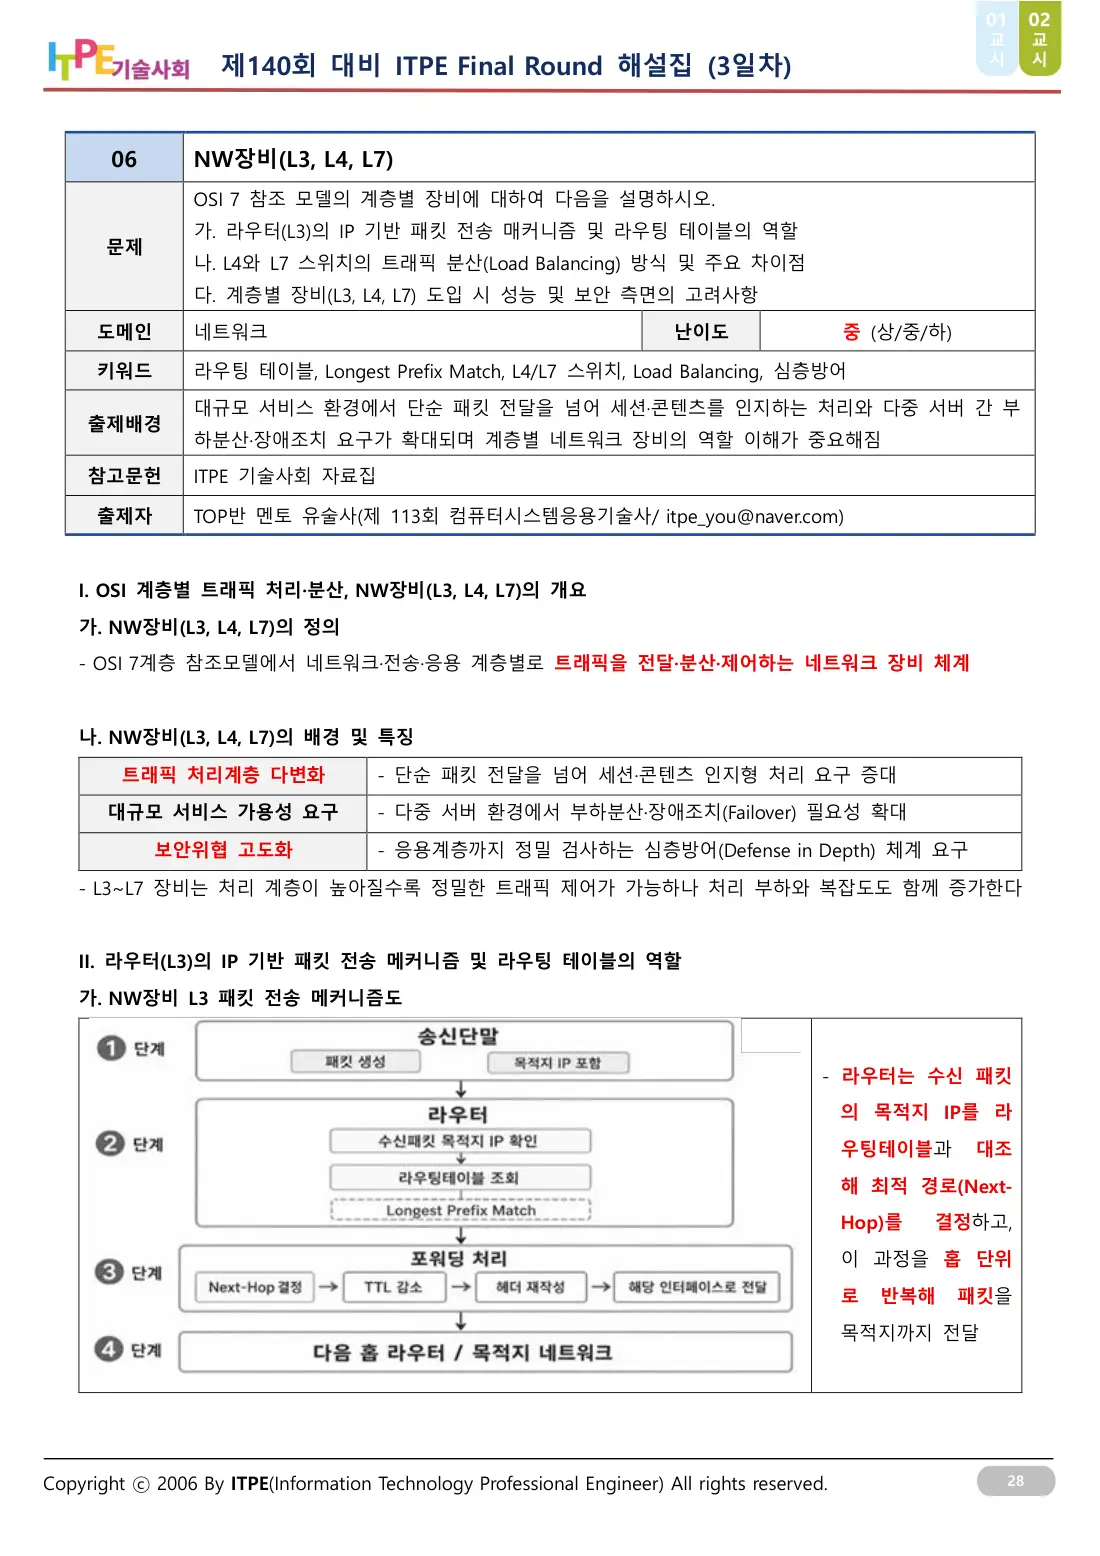 01
교
시
02
교
시
ITPE기술사회
제140회 대비 ITPE Final Round 해설집 (3일차)
06
NW장비(L3, L4, L7)
문제
OSI 7 참조 모델의 계층별 장비에 대하여 다음을 설명하시오.
가. 라우터(L3)의 IP 기반 패킷 전송 매커니즘 및 라우팅 테이블의 역할
나. L4와 L7 스위치의 트래픽 분산(Load Balancing) 방식 및 주요 차이점
다. 계층별 장비(L3, L4, L7) 도입 시 성능 및 보안 측면의 고려사항
도메인
네트워크
난이도
중 (상/중/하)
키워드
라우팅 테이블, Longest Prefix Match, L4/L7 스위치, Load Balancing, 심층방어
출제배경
대규모 서비스 환경에서 단순 패킷 전달을 넘어 세션·콘텐츠를 인지하는 처리와 다중 서버 간 부
하분산·장애조치 요구가 확대되며 계층별 네트워크 장비의 역할 이해가 중요해짐
참고문헌
ITPE 기술사회 자료집
출제자
TOP반 멘토 유술사(제 113회 컴퓨터시스템응용기술사/ itpe_you@naver.com)
I. OSI 계층별 트래픽 처리·분산, NW장비(L3, L4, L7)의 개요
가. NW장비(L3, L4, L7)의 정의
- OSI 7계층 참조모델에서 네트워크·전송·응용 계층별로 트래픽을 전달·분산·제어하는 네트워크 장비 체계
나. NW장비(L3, L4, L7)의 배경 및 특징
트래픽 처리계층 다변화
- 단순 패킷 전달을 넘어 세션·콘텐츠 인지형 처리 요구 증대
대규모 서비스 가용성 요구
- 다중 서버 환경에서 부하분산·장애조치(Failover) 필요성 확대
보안위협 고도화
- 응용계층까지 정밀 검사하는 심층방어(Defense in Depth) 체계 요구
- L3~L7 장비는 처리 계층이 높아질수록 정밀한 트래픽 제어가 가능하나 처리 부하와 복잡도도 함께 증가한다
II. 라우터(L3)의 IP 기반 패킷 전송 메커니즘 및 라우팅 테이블의 역할
가. NW장비 L3 패킷 전송 메커니즘도
1 단계
송신단말
패킷 생성
목적지 IP 포함
2 단계
라우터
수신패킷 목적지 IP 확인
라우팅테이블 조회
Longest Prefix Match
3 단계
포워딩 처리
Next-Hop 결정
TTL 감소
헤더 재작성
해당 인터페이스로 전달
4 단계
다음 홉 라우터 / 목적지 네트워크
- 라우터는 수신 패킷
의 목적지 IP를 라
우팅테이블과 대조
해 최적 경로(Next-
Hop)를 결정하고,
이 과정을 홉 단위
로 반복해 패킷을
목적지까지 전달
Copyright ⓒ 2006 By ITPE(Information Technology Professional Engineer) All rights reserved.
28